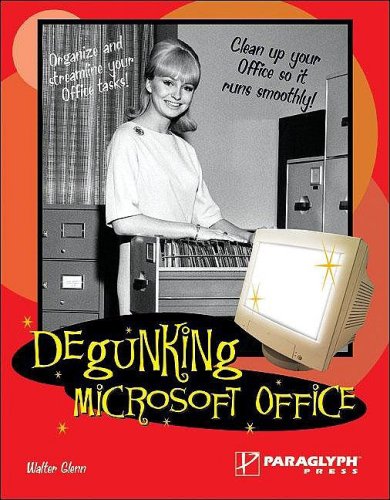 Organize and
streamline your
Office tasks!
Clean up your
Office so it
runs smoothly!
DEgUNKiNg
MICROSOFT OFFICE
Walter Glenn
PARAGLYPH™
PRESS